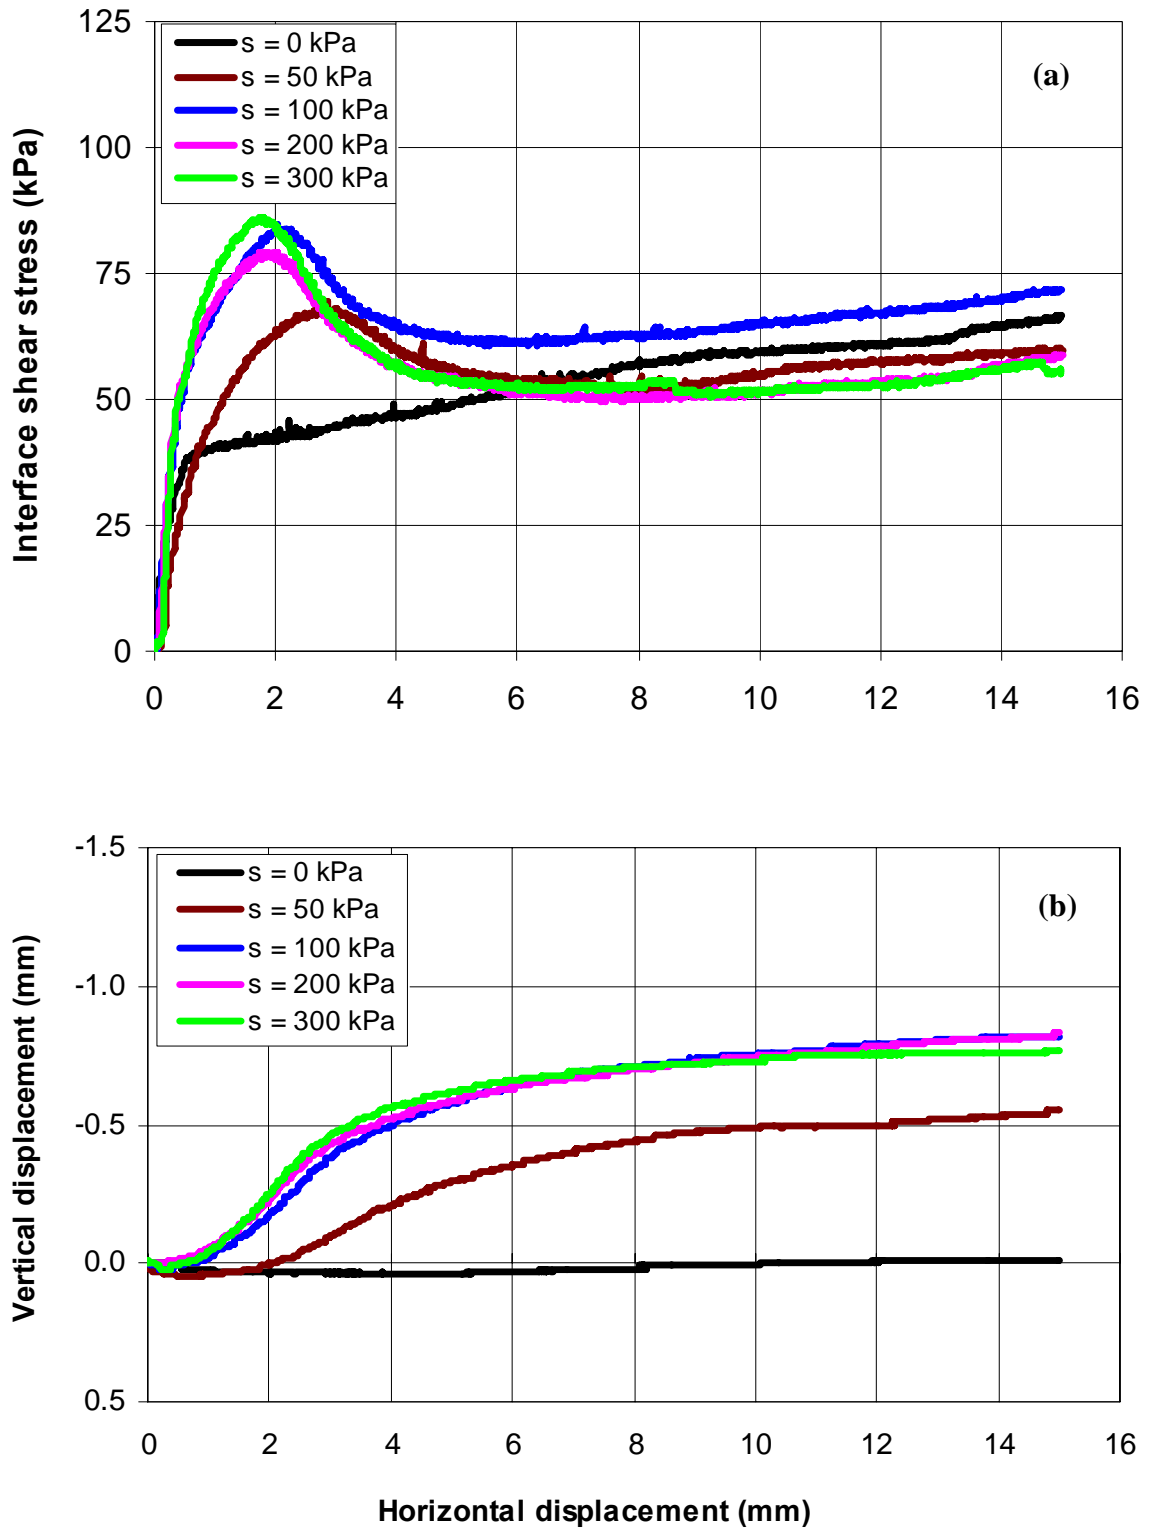 125
100
75
50
25
0
Interface shear stress (kPa)
s = 0 kPa
s = 50 kPa
s = 100 kPa
s = 200 kPa
s = 300 kPa
(a)
0 2 4 6 8 10 12 14 16
-1.5
-1.0
-0.5
0.0
0.5
Vertical displacement (mm)
s = 0 kPa
s = 50 kPa
s = 100 kPa
s = 200 kPa
s = 300 kPa
(b)
0 2 4 6 8 10 12 14 16
Horizontal displacement (mm)